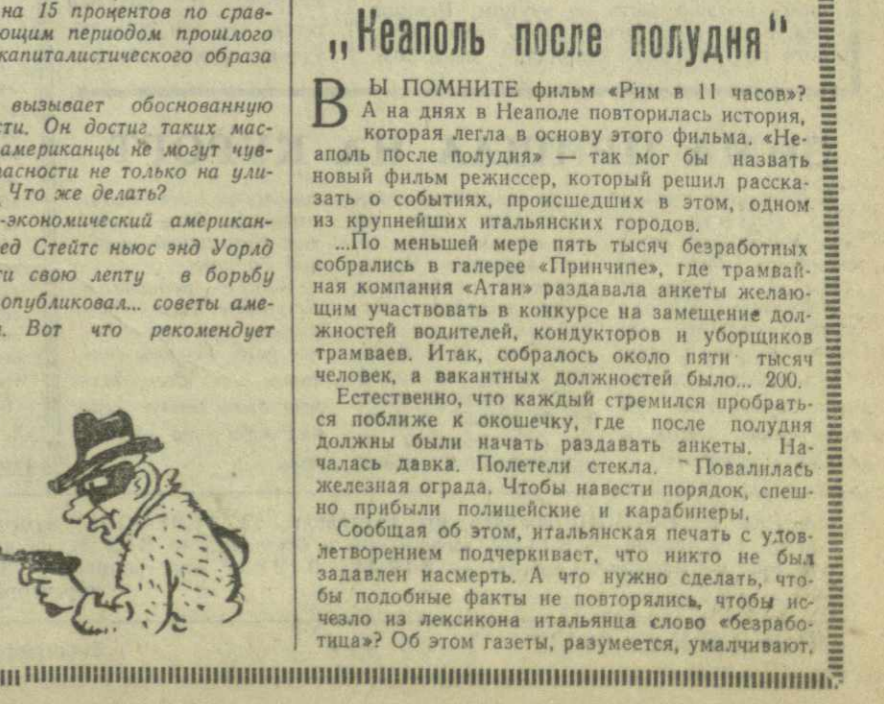 на 15 процентов по срав-
ющим периодом прошлого
капиталистического образа
вызывает обоснованную
сти. Он достиг таких мас-
американцы не могут чув-
пасности не только на ули-
Что же делать?
-экономический американ-
ед Стейтс ньюс энд Уорлд
ти свою лепту в борьбу
опубликовал... советы аме-
Вот что рекомендует
„Неаполь после полудня“
ВЫ ПОМНИТЕ фильм «Рим в 11 часов»?
А на днях в Неаполе повторилась история,
которая легла в основу этого фильма. «Не-
аполь после полудня» — так мог бы назвать
новый фильм режиссер, который решил расска-
зать о событиях, происшедших в этом, одном
из крупнейших итальянских городов.
...По меньшей мере пять тысяч безработных
собрались в галерее «Принчипе», где трамвай-
ная компания «Атан» раздавала анкеты желаю-
щим участвовать в конкурсе на замещение дол-
жностей водителей, кондукторов и уборщиков
трамваев. Итак, собралось около пяти тысяч
человек, а вакантных должностей было... 200.
Естественно, что каждый стремился пробрать-
ся поближе к окошечку, где после полудня
должны были начать раздавать анкеты. На-
чалась давка. Полетели стекла. Повалилась
железная ограда. Чтобы навести порядок, спеш-
но прибыли полицейские и карабинеры.
Сообщая об этом, итальянская печать с удов-
летворением подчеркивает, что никто не был
задавлен насмерть. А что нужно сделать, что-
бы подобные факты не повторялись, чтобы ис-
чезло из лексикона итальянца слово «безрабо-
тица»? Об этом газеты, разумеется, умалчивают.